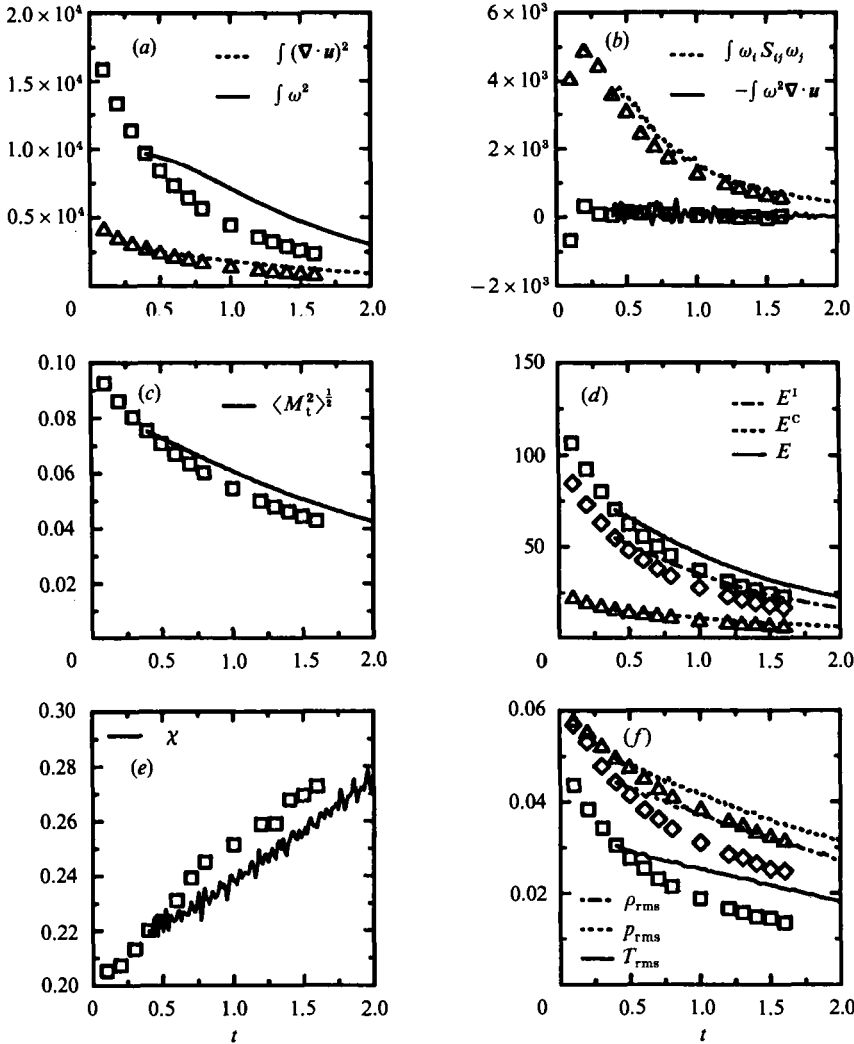 2.0 × 10⁴
(a)
∫ (∇ · u)²
1.5 × 10⁴
∫ ω²
1.0 × 10⁴
0.5 × 10⁴
0 0.5 1.0 1.5 2.0
6 × 10³
(b)
∫ ωᵢ Sᵢⱼ ωⱼ
4 × 10³
−∫ ω² ∇ · u
2 × 10³
0
−2 × 10³
0 0.5 1.0 1.5 2.0
0.10
(c)
⟨Mₜ²⟩^½
0.08
0.06
0.04
0.02
0 0.5 1.0 1.5 2.0
150
(d)
Eᴵ
Eᶜ
100
E
50
0 0.5 1.0 1.5 2.0
0.30
χ
(e)
0.28
0.26
0.24
0.22
0.20
0 0.5 1.0 1.5 2.0
t
0.06
(f)
0.04
0.02
ρrms
prms
Trms
0 0.5 1.0 1.5 2.0
t